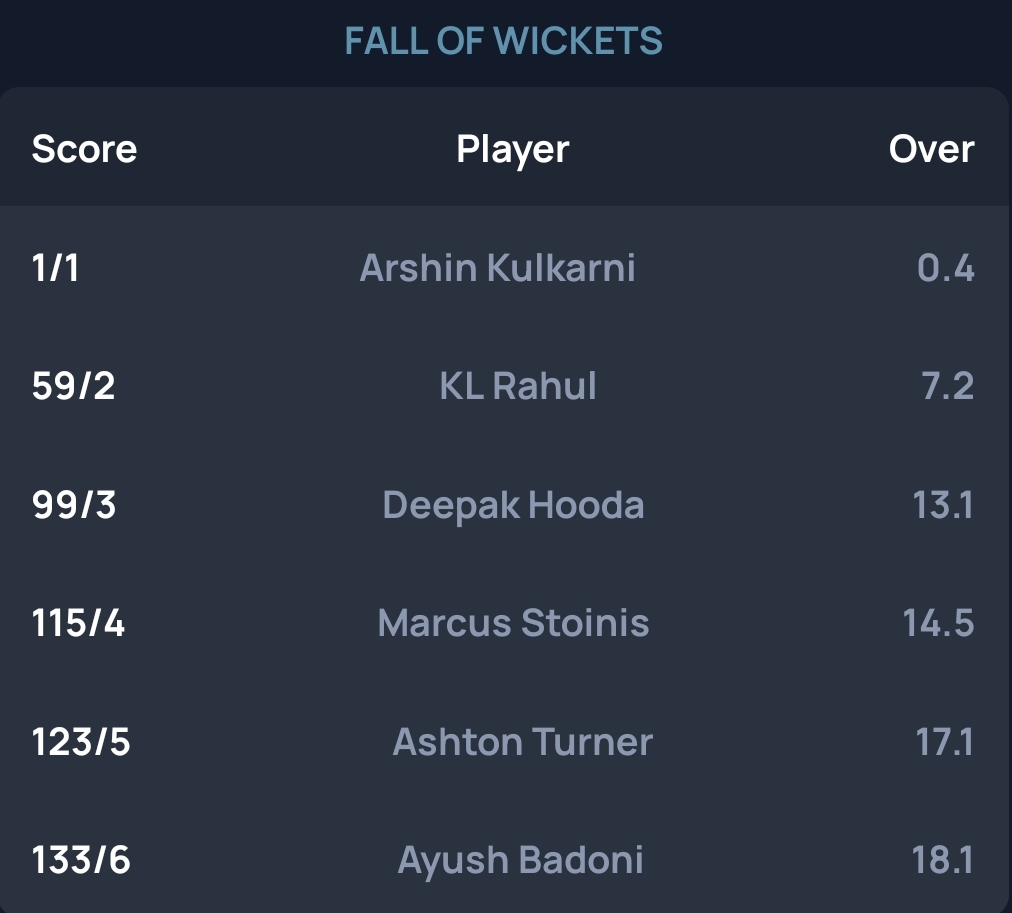 FALL OF WICKETS
Score Player Over
1/1 Arshin Kulkarni 0.4
59/2 KL Rahul 7.2
99/3 Deepak Hooda 13.1
115/4 Marcus Stoinis 14.5
123/5 Ashton Turner 17.1
133/6 Ayush Badoni 18.1